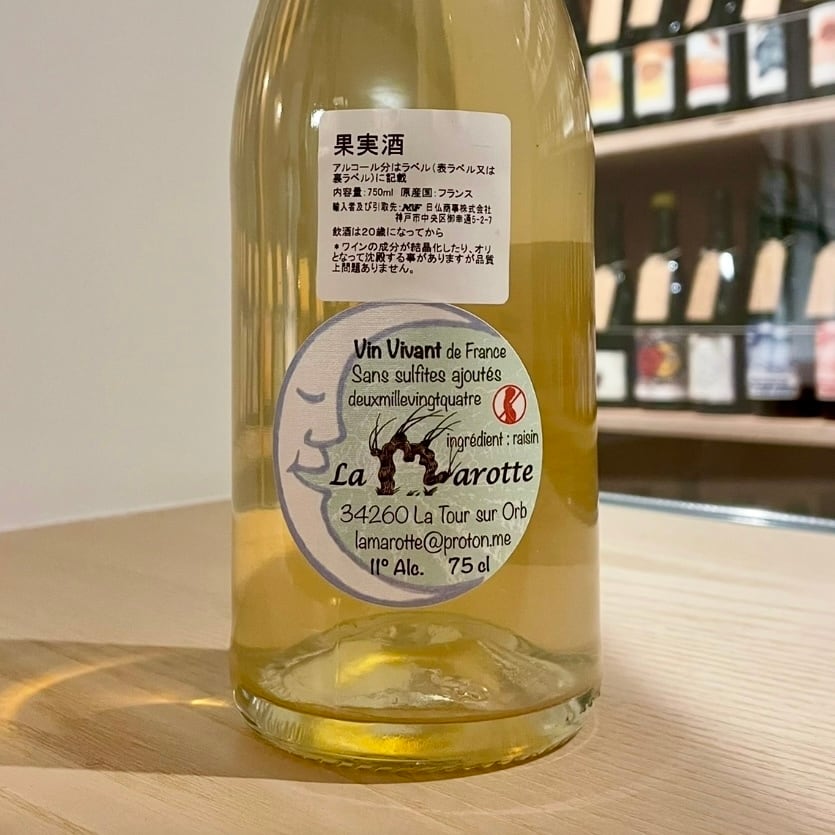 果実酒
アルコール分はラベル(表ラベル又は
裏ラベル)に記載
内容量:750ml 原産国:フランス
輸入者及び引取先:NSF 日仏商事株式会社
神戸市中央区御幸通5-2-7
飲酒は20歳になってから
*ワインの成分が結晶化したり、オリ
となって沈殿する事がありますが品質
上問題ありません。
Vin Vivant de France
Sans sulfites ajoutés
deuxmillevingtquatre
ingrédient : raisin
La Marotte
34260 La Tour sur Orb
lamarotte@proton.me
11° Alc. 75 cl